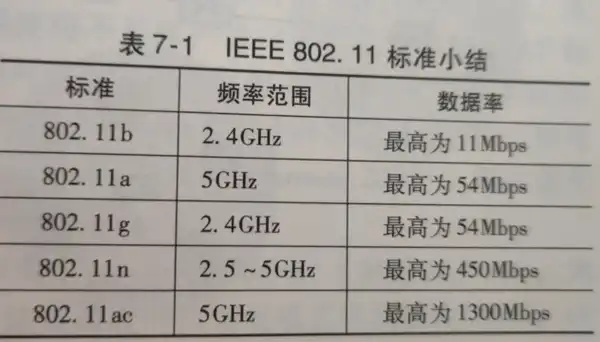 表 7-1 IEEE 802. 11 标准小结
标准 频率范围 数据率
802. 11b 2. 4GHz 最高为 11Mbps
802. 11a 5GHz 最高为 54Mbps
802. 11g 2. 4GHz 最高为 54Mbps
802. 11n 2. 5 ~ 5GHz 最高为 450Mbps
802. 11ac 5GHz 最高为 1300Mbps